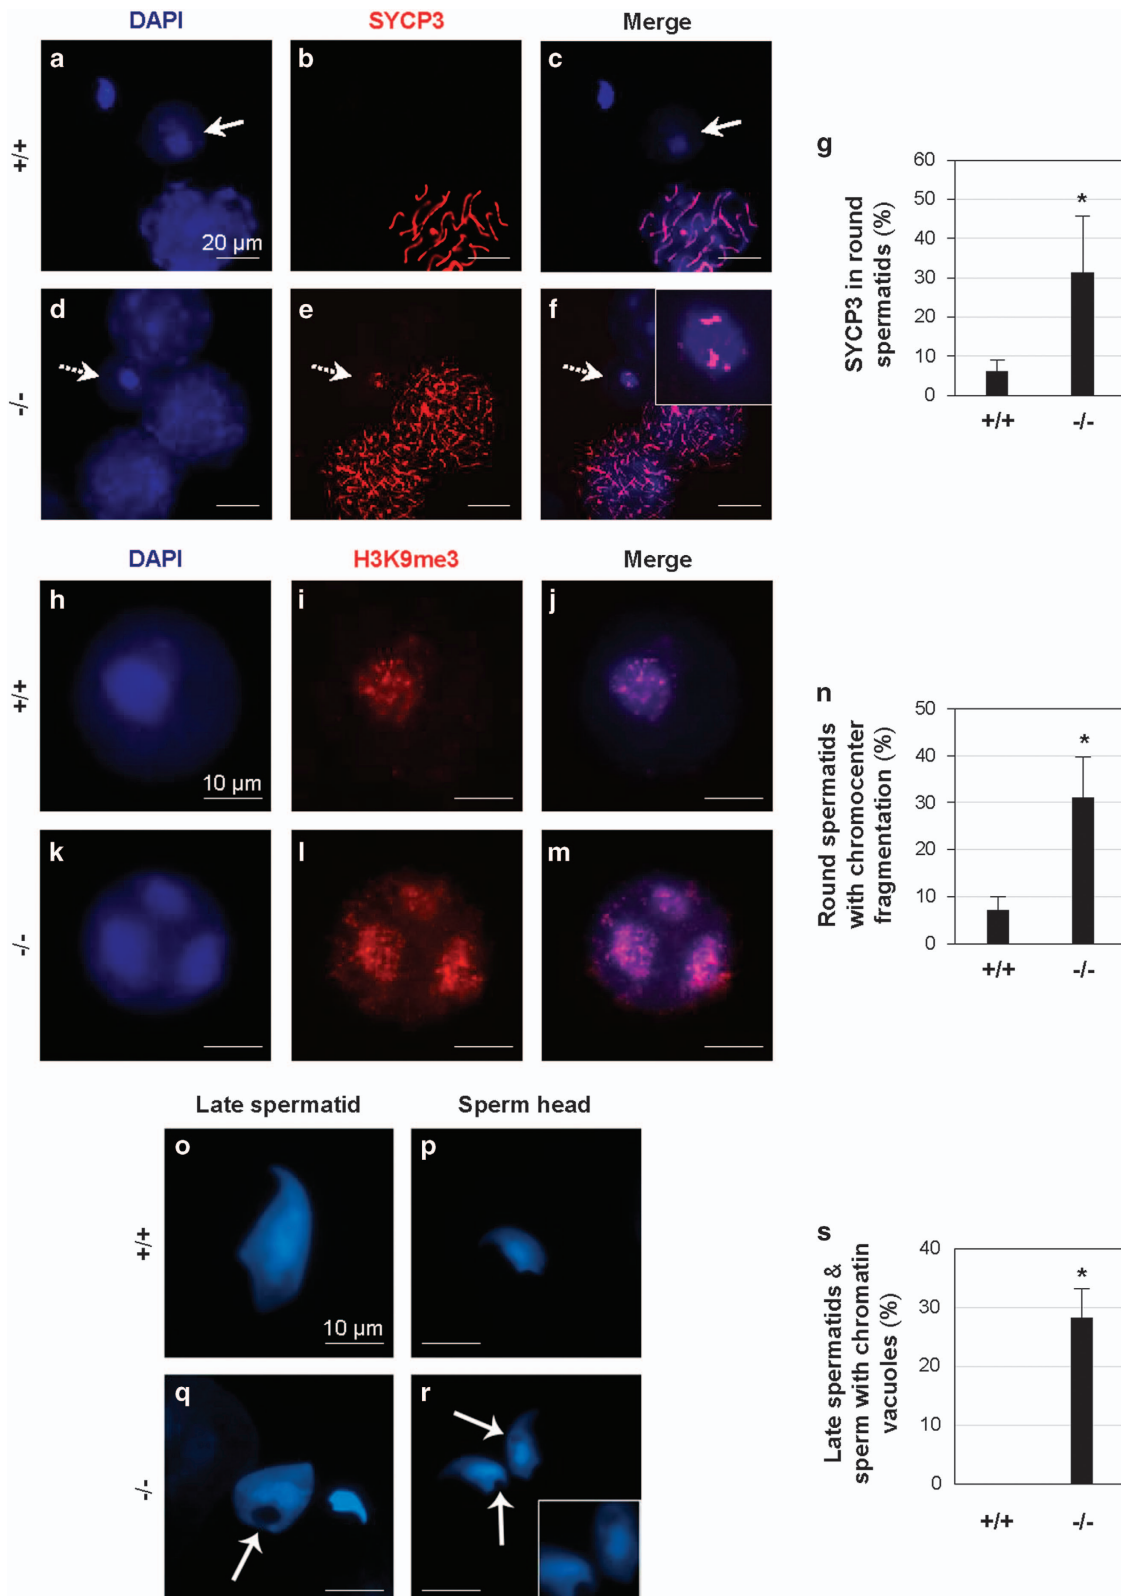 DAPI SYCP3 Merge
a b c
+/+
20 µm
d e f
-/-
g
SYCP3 in round
spermatids (%)
60
50
40
30
20
10
0
*
+/+ -/-
DAPI H3K9me3 Merge
h i j
+/+
10 µm
k l m
-/-
n
Round spermatids
with chromocenter
fragmentation (%)
50
40
30
20
10
0
*
+/+ -/-
Late spermatid Sperm head
o p
+/+
10 µm
q r
-/-
s
Late spermatids &
sperm with chromatin
vacuoles (%)
40
30
20
10
0
*
+/+ -/-